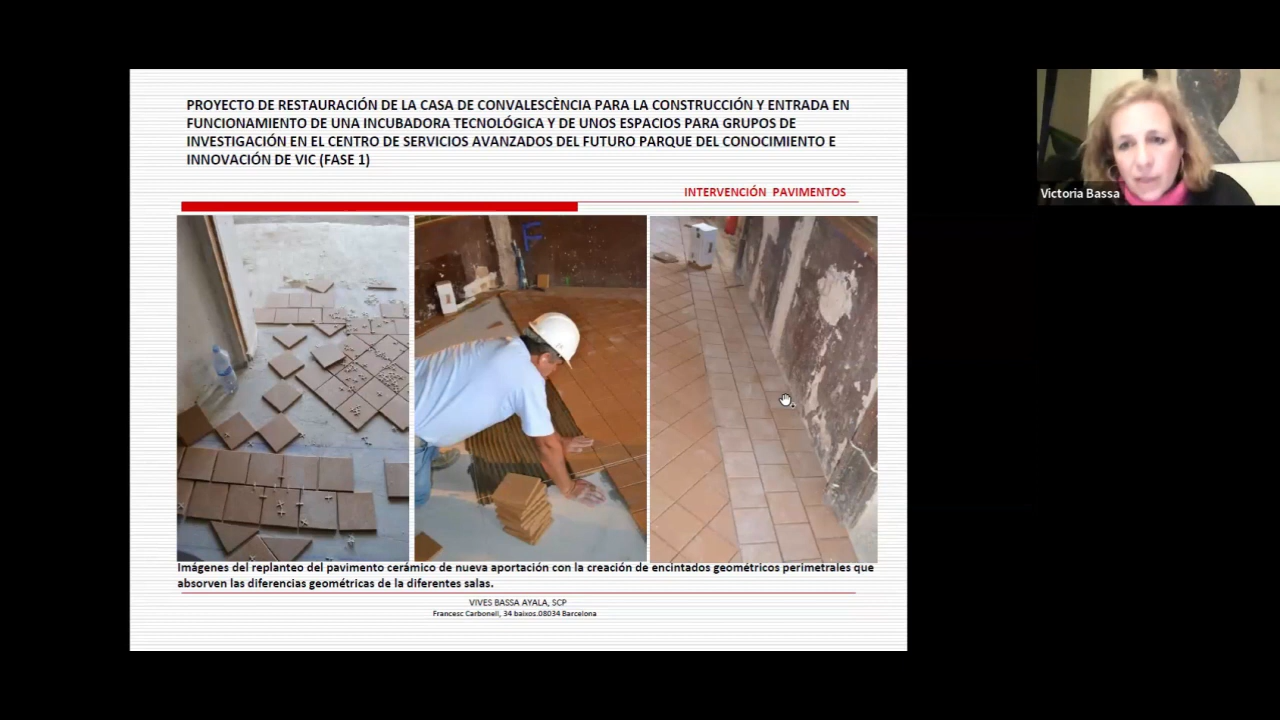 PROYECTO DE RESTAURACIÓN DE LA CASA DE CONVALESCÈNCIA PARA LA CONSTRUCCIÓN Y ENTRADA EN
FUNCIONAMIENTO DE UNA INCUBADORA TECNOLÓGICA Y DE UNOS ESPACIOS PARA GRUPOS DE
INVESTIGACIÓN EN EL CENTRO DE SERVICIOS AVANZADOS DEL FUTURO PARQUE DEL CONOCIMIENTO E
INNOVACIÓN DE VIC (FASE 1)
INTERVENCIÓN PAVIMENTOS
Victoria Bassa
Imágenes del replanteo del pavimento cerámico de nueva aportación con la creación de encintados geométricos perimetrales que
absorven las diferencias geométricas de la diferentes salas.
VIVES BASSA AYALA, SCP
Francesc Carbonell, 34 baixos.08034 Barcelona